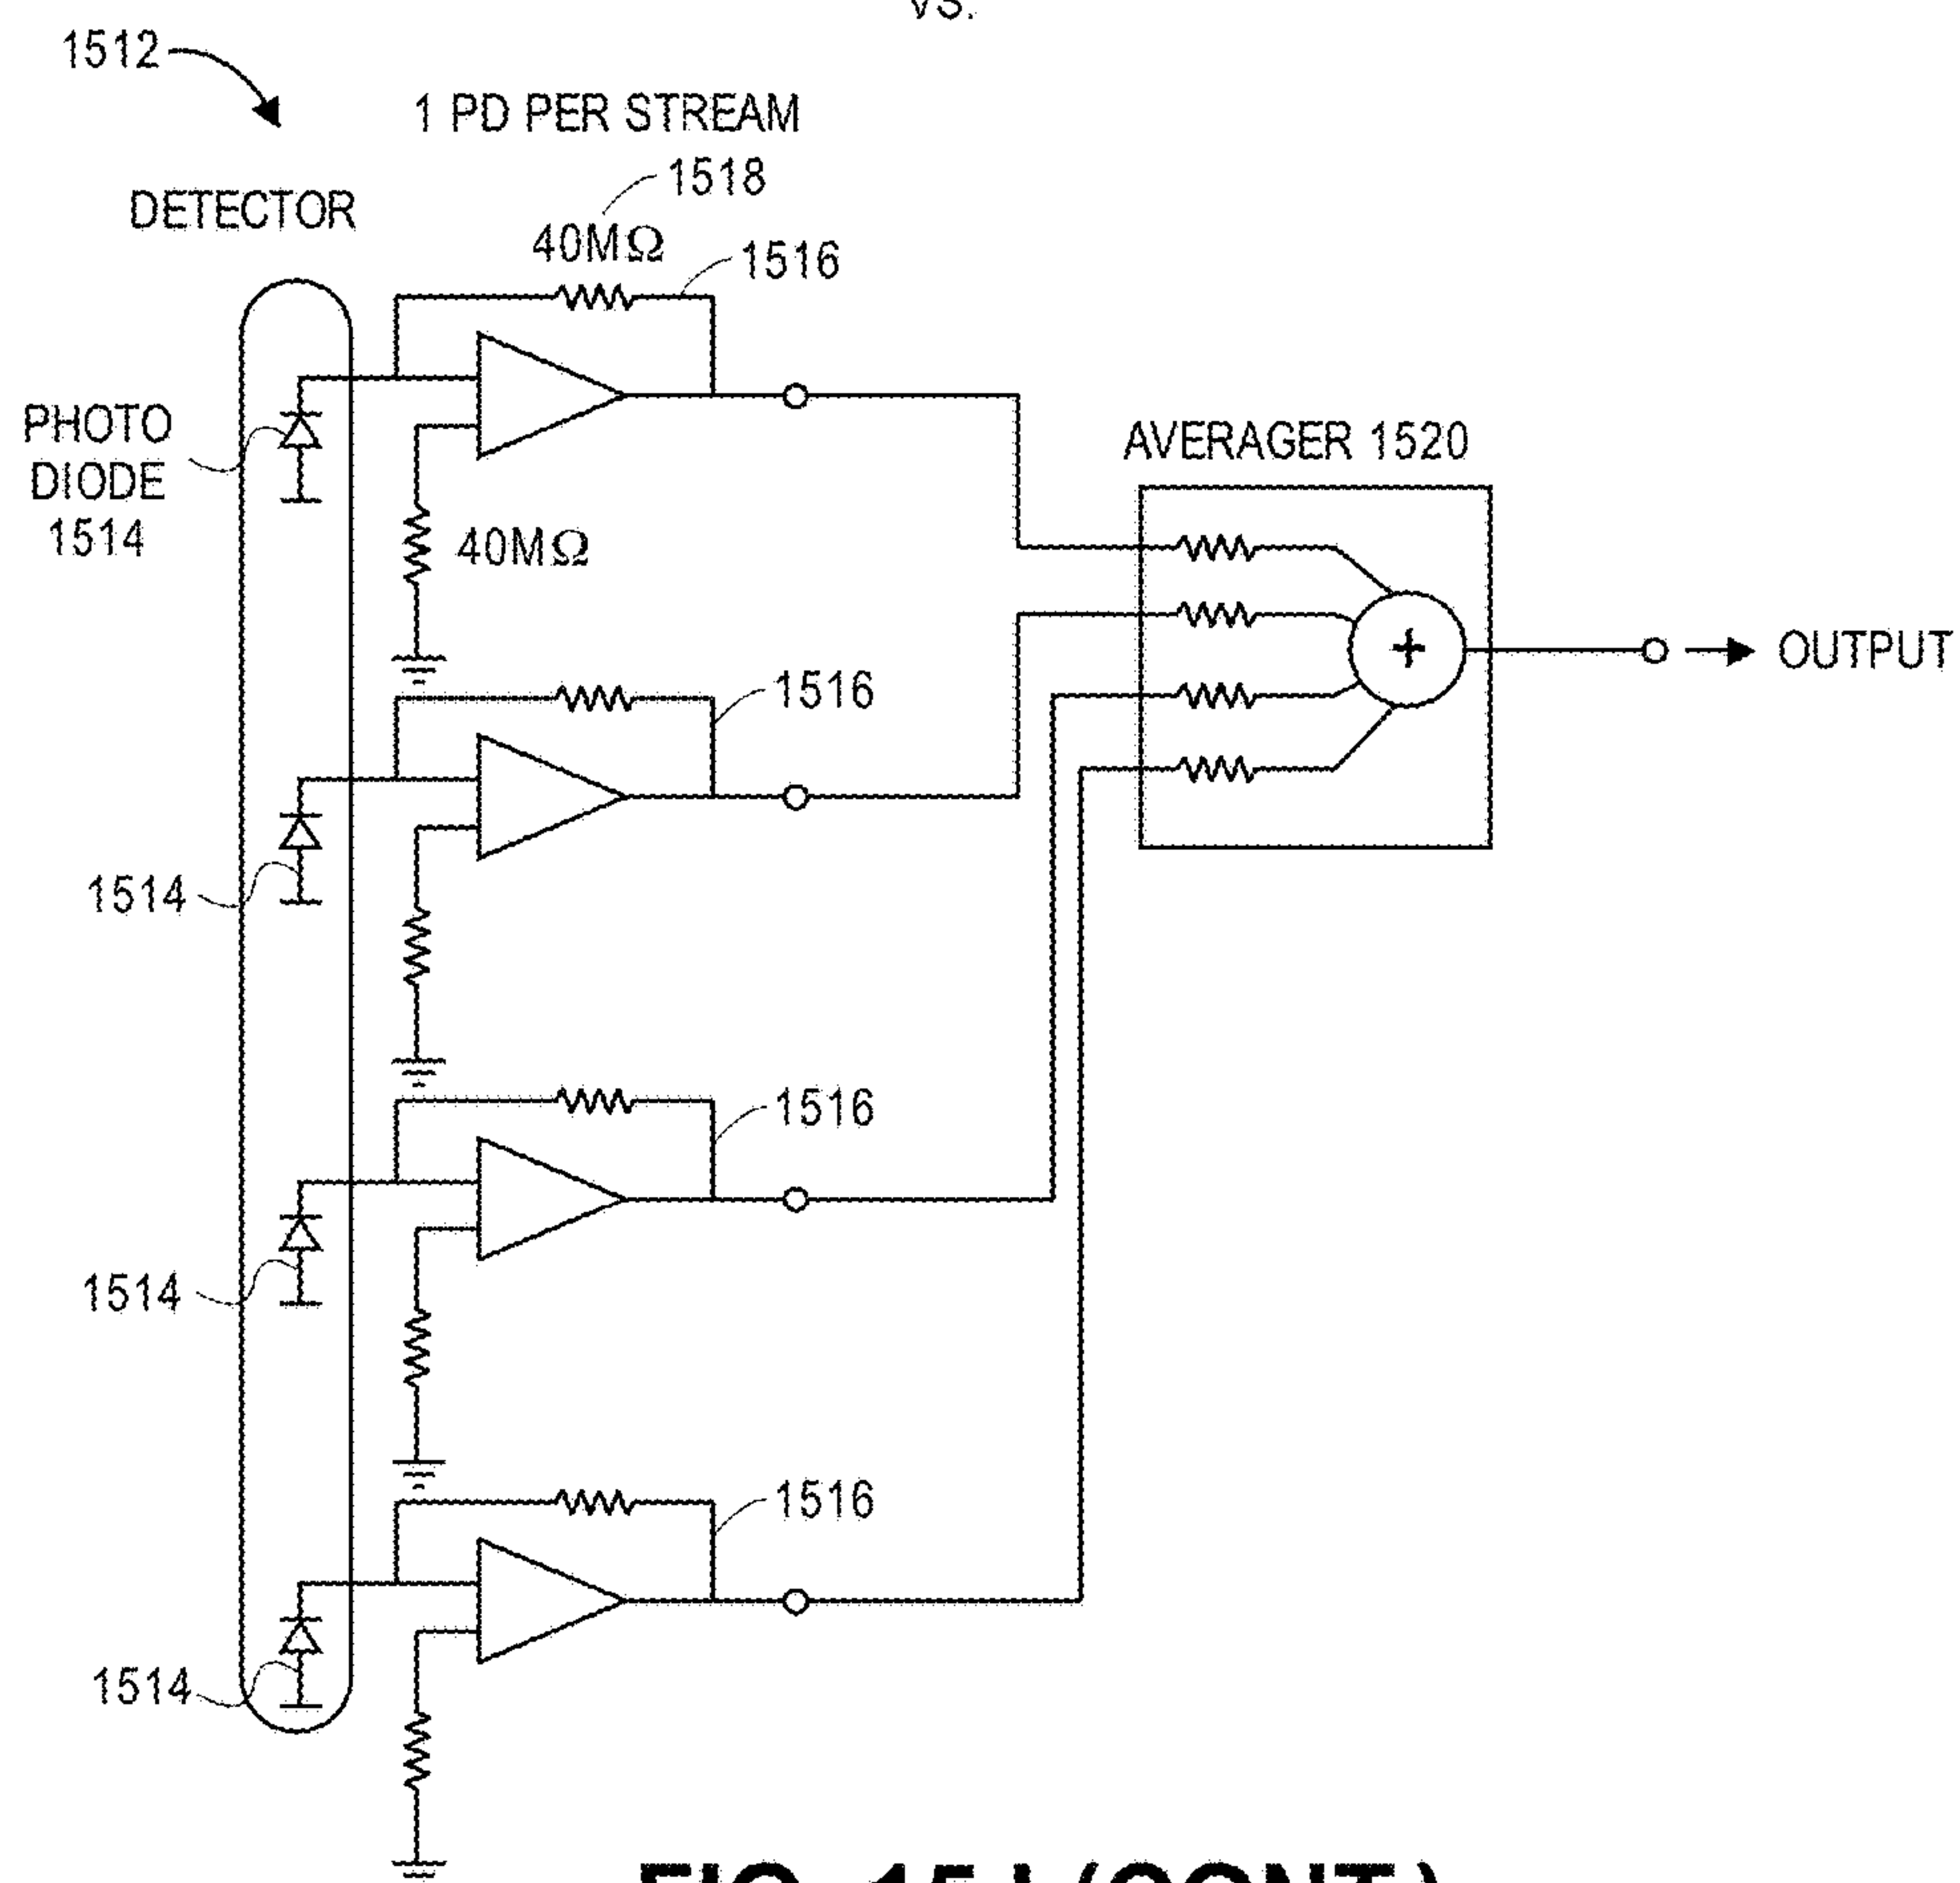 vs.
1512
1 PD PER STREAM
1518
DETECTOR
40MΩ
1516
PHOTO
DIODE
1514
40MΩ
AVERAGER 1520
+
OUTPUT
1516
1514
1516
1514
1516
1514